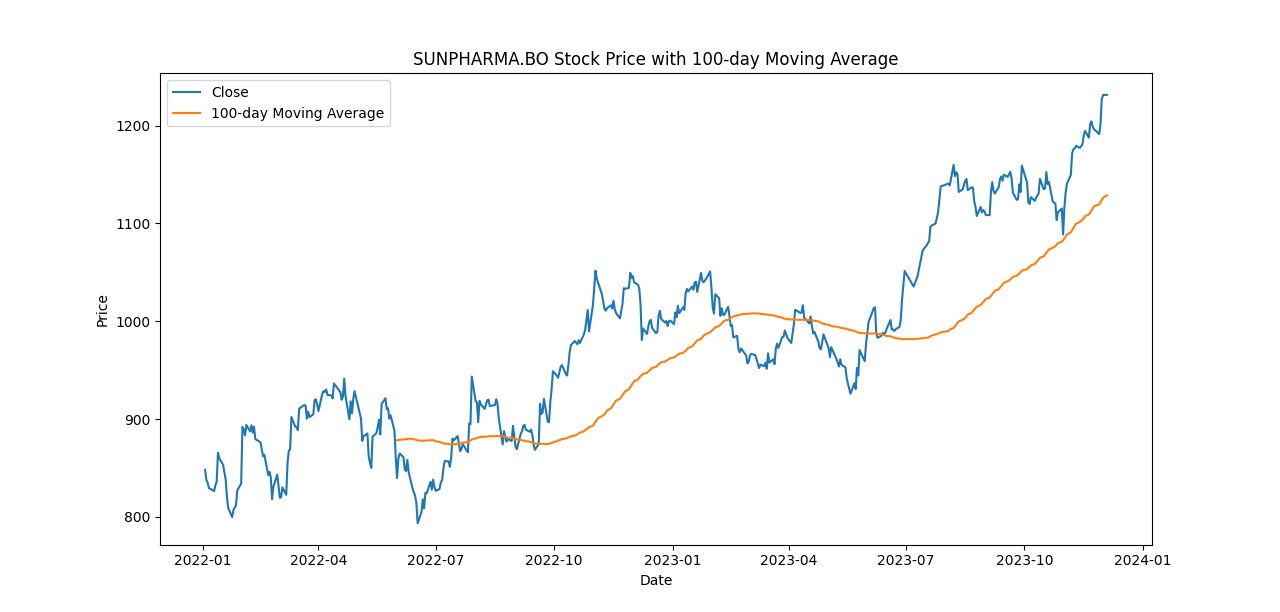 SUNPHARMA.BO Stock Price with 100-day Moving Average
Close
100-day Moving Average
1200
1100
1000
900
800
Price
2022-01 2022-04 2022-07 2022-10 2023-01 2023-04 2023-07 2023-10 2024-01
Date